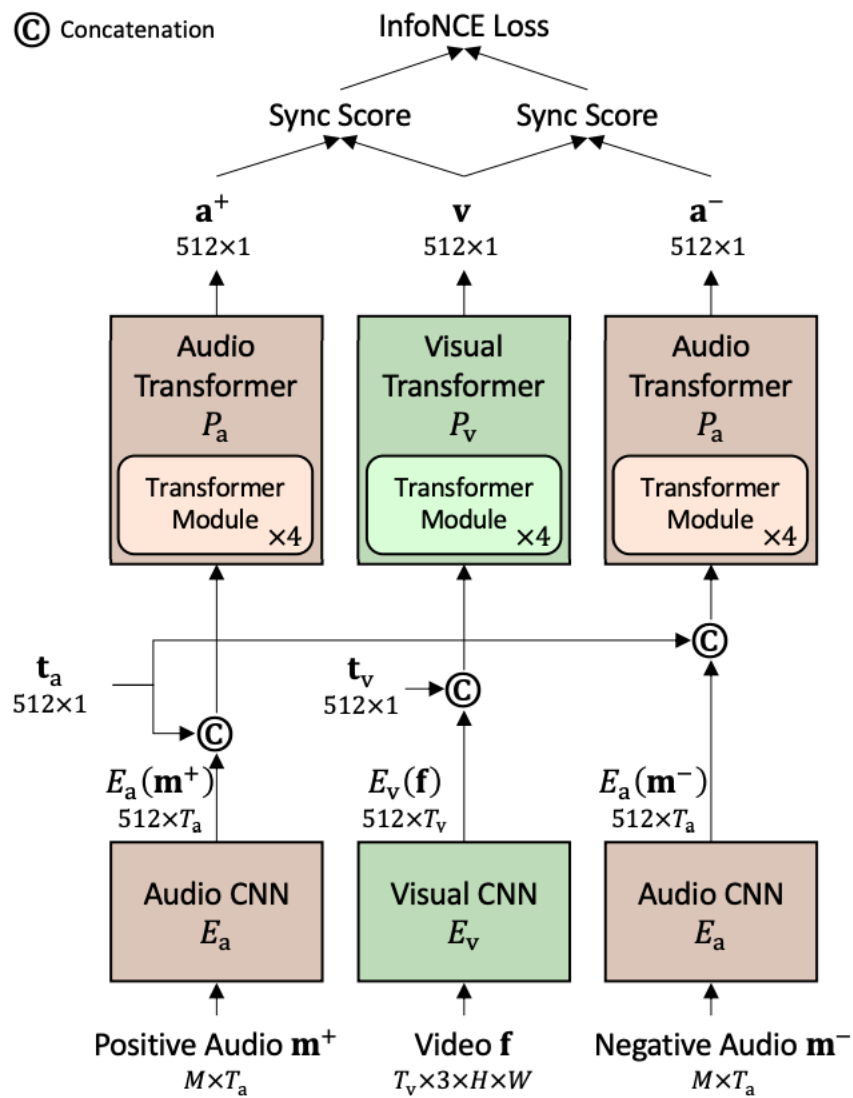 © Concatenation
InfoNCE Loss
Sync Score Sync Score
a⁺ v a⁻
512×1 512×1 512×1
Audio Transformer Pₐ
Transformer Module ×4
Visual Transformer Pᵥ
Transformer Module ×4
Audio Transformer Pₐ
Transformer Module ×4
tₐ
512×1
©
tᵥ
512×1
©
©
Eₐ(m⁺)
512×Tₐ
Eᵥ(f)
512×Tᵥ
Eₐ(m⁻)
512×Tₐ
Audio CNN
Eₐ
Visual CNN
Eᵥ
Audio CNN
Eₐ
Positive Audio m⁺
M×Tₐ
Video f
Tᵥ×3×H×W
Negative Audio m⁻
M×Tₐ